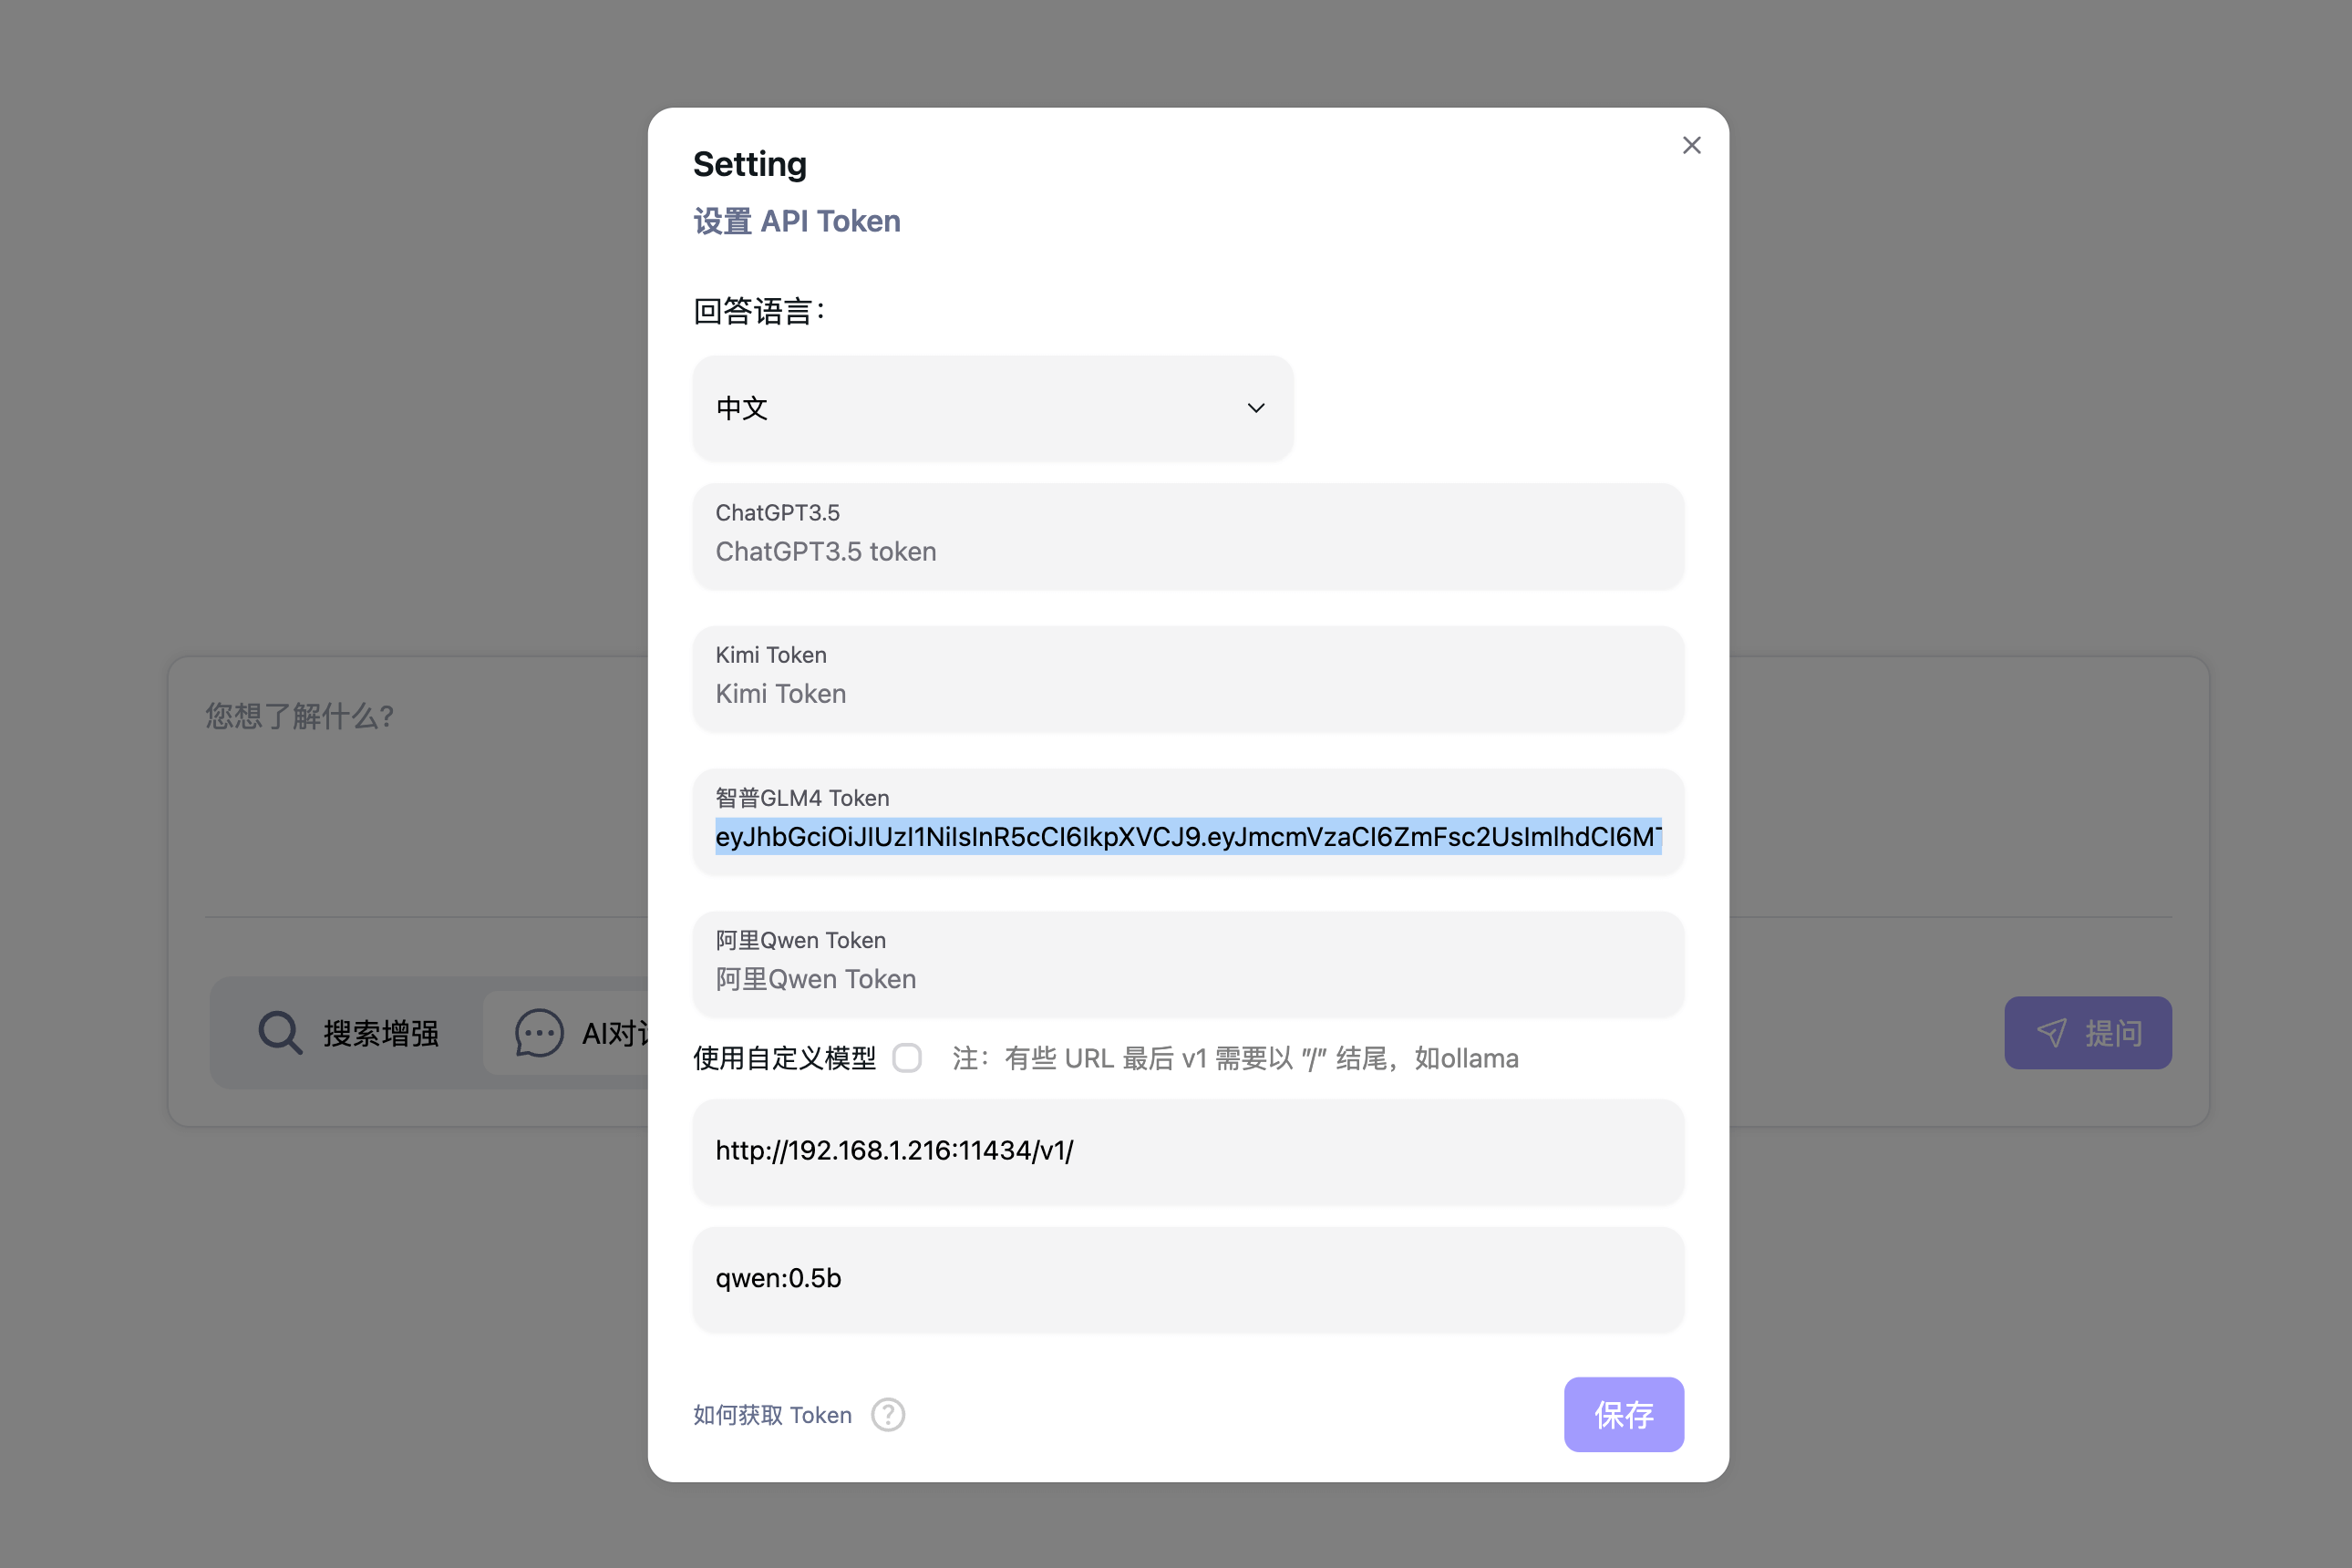 Setting
设置 API Token
回答语言：
中文
ChatGPT3.5
ChatGPT3.5 token
Kimi Token
Kimi Token
智普GLM4 Token
eyJhbGciOiJIUzI1NiIsInR5cCI6IkpXVCJ9.eyJmcmVzaCI6ZmFsc2UsImlhdCI6MT
阿里Qwen Token
阿里Qwen Token
使用自定义模型 注：有些 URL 最后 v1 需要以 "/" 结尾，如ollama
http://192.168.1.216:11434/v1/
qwen:0.5b
如何获取 Token ?
保存
您想了解什么?
搜索增强
AI对
提问